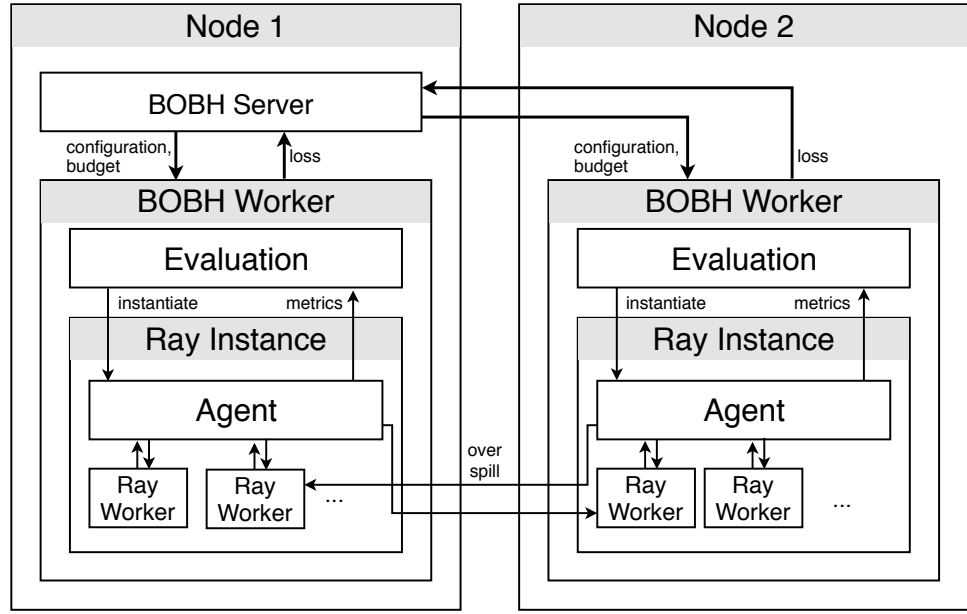 Node 1
Node 2
BOBH Server
configuration,
budget
loss
configuration,
budget
loss
BOBH Worker
BOBH Worker
Evaluation
Evaluation
instantiate
metrics
instantiate
metrics
Ray Instance
Ray Instance
Agent
Agent
over
spill
Ray
Worker
Ray
Worker
...
Ray
Worker
Ray
Worker
...